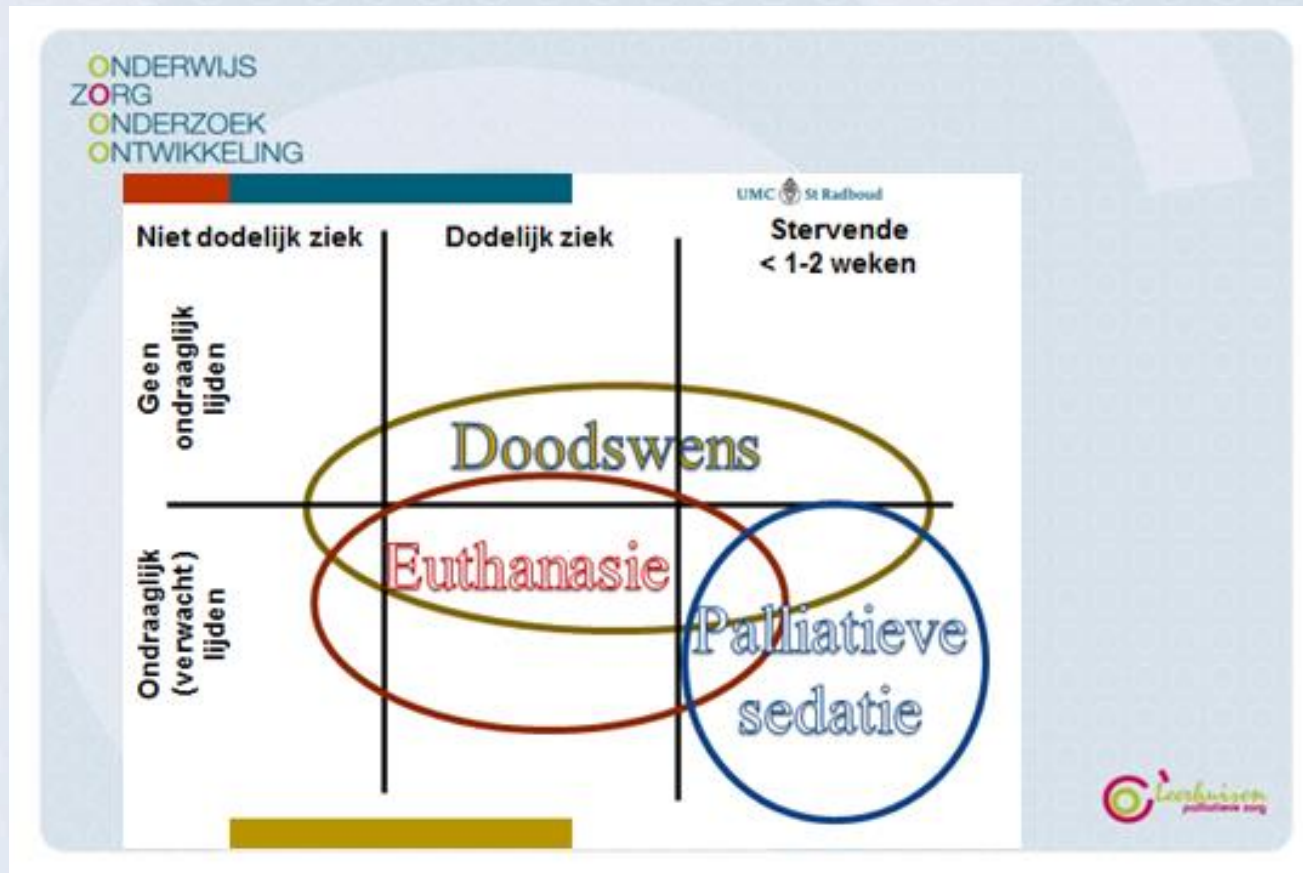 ONDERWIJS
ZORG
ONDERZOEK
ONTWIKKELING
UMC St Radboud
Niet dodelijk ziek
Dodelijk ziek
Stervende
< 1-2 weken
Geen
ondraaglijk
lijden
Doodswens
Ondraaglijk
(verwacht)
lijden
Euthanasie
Palliatieve
sedatie
Leerhuizen
palliatieve zorg